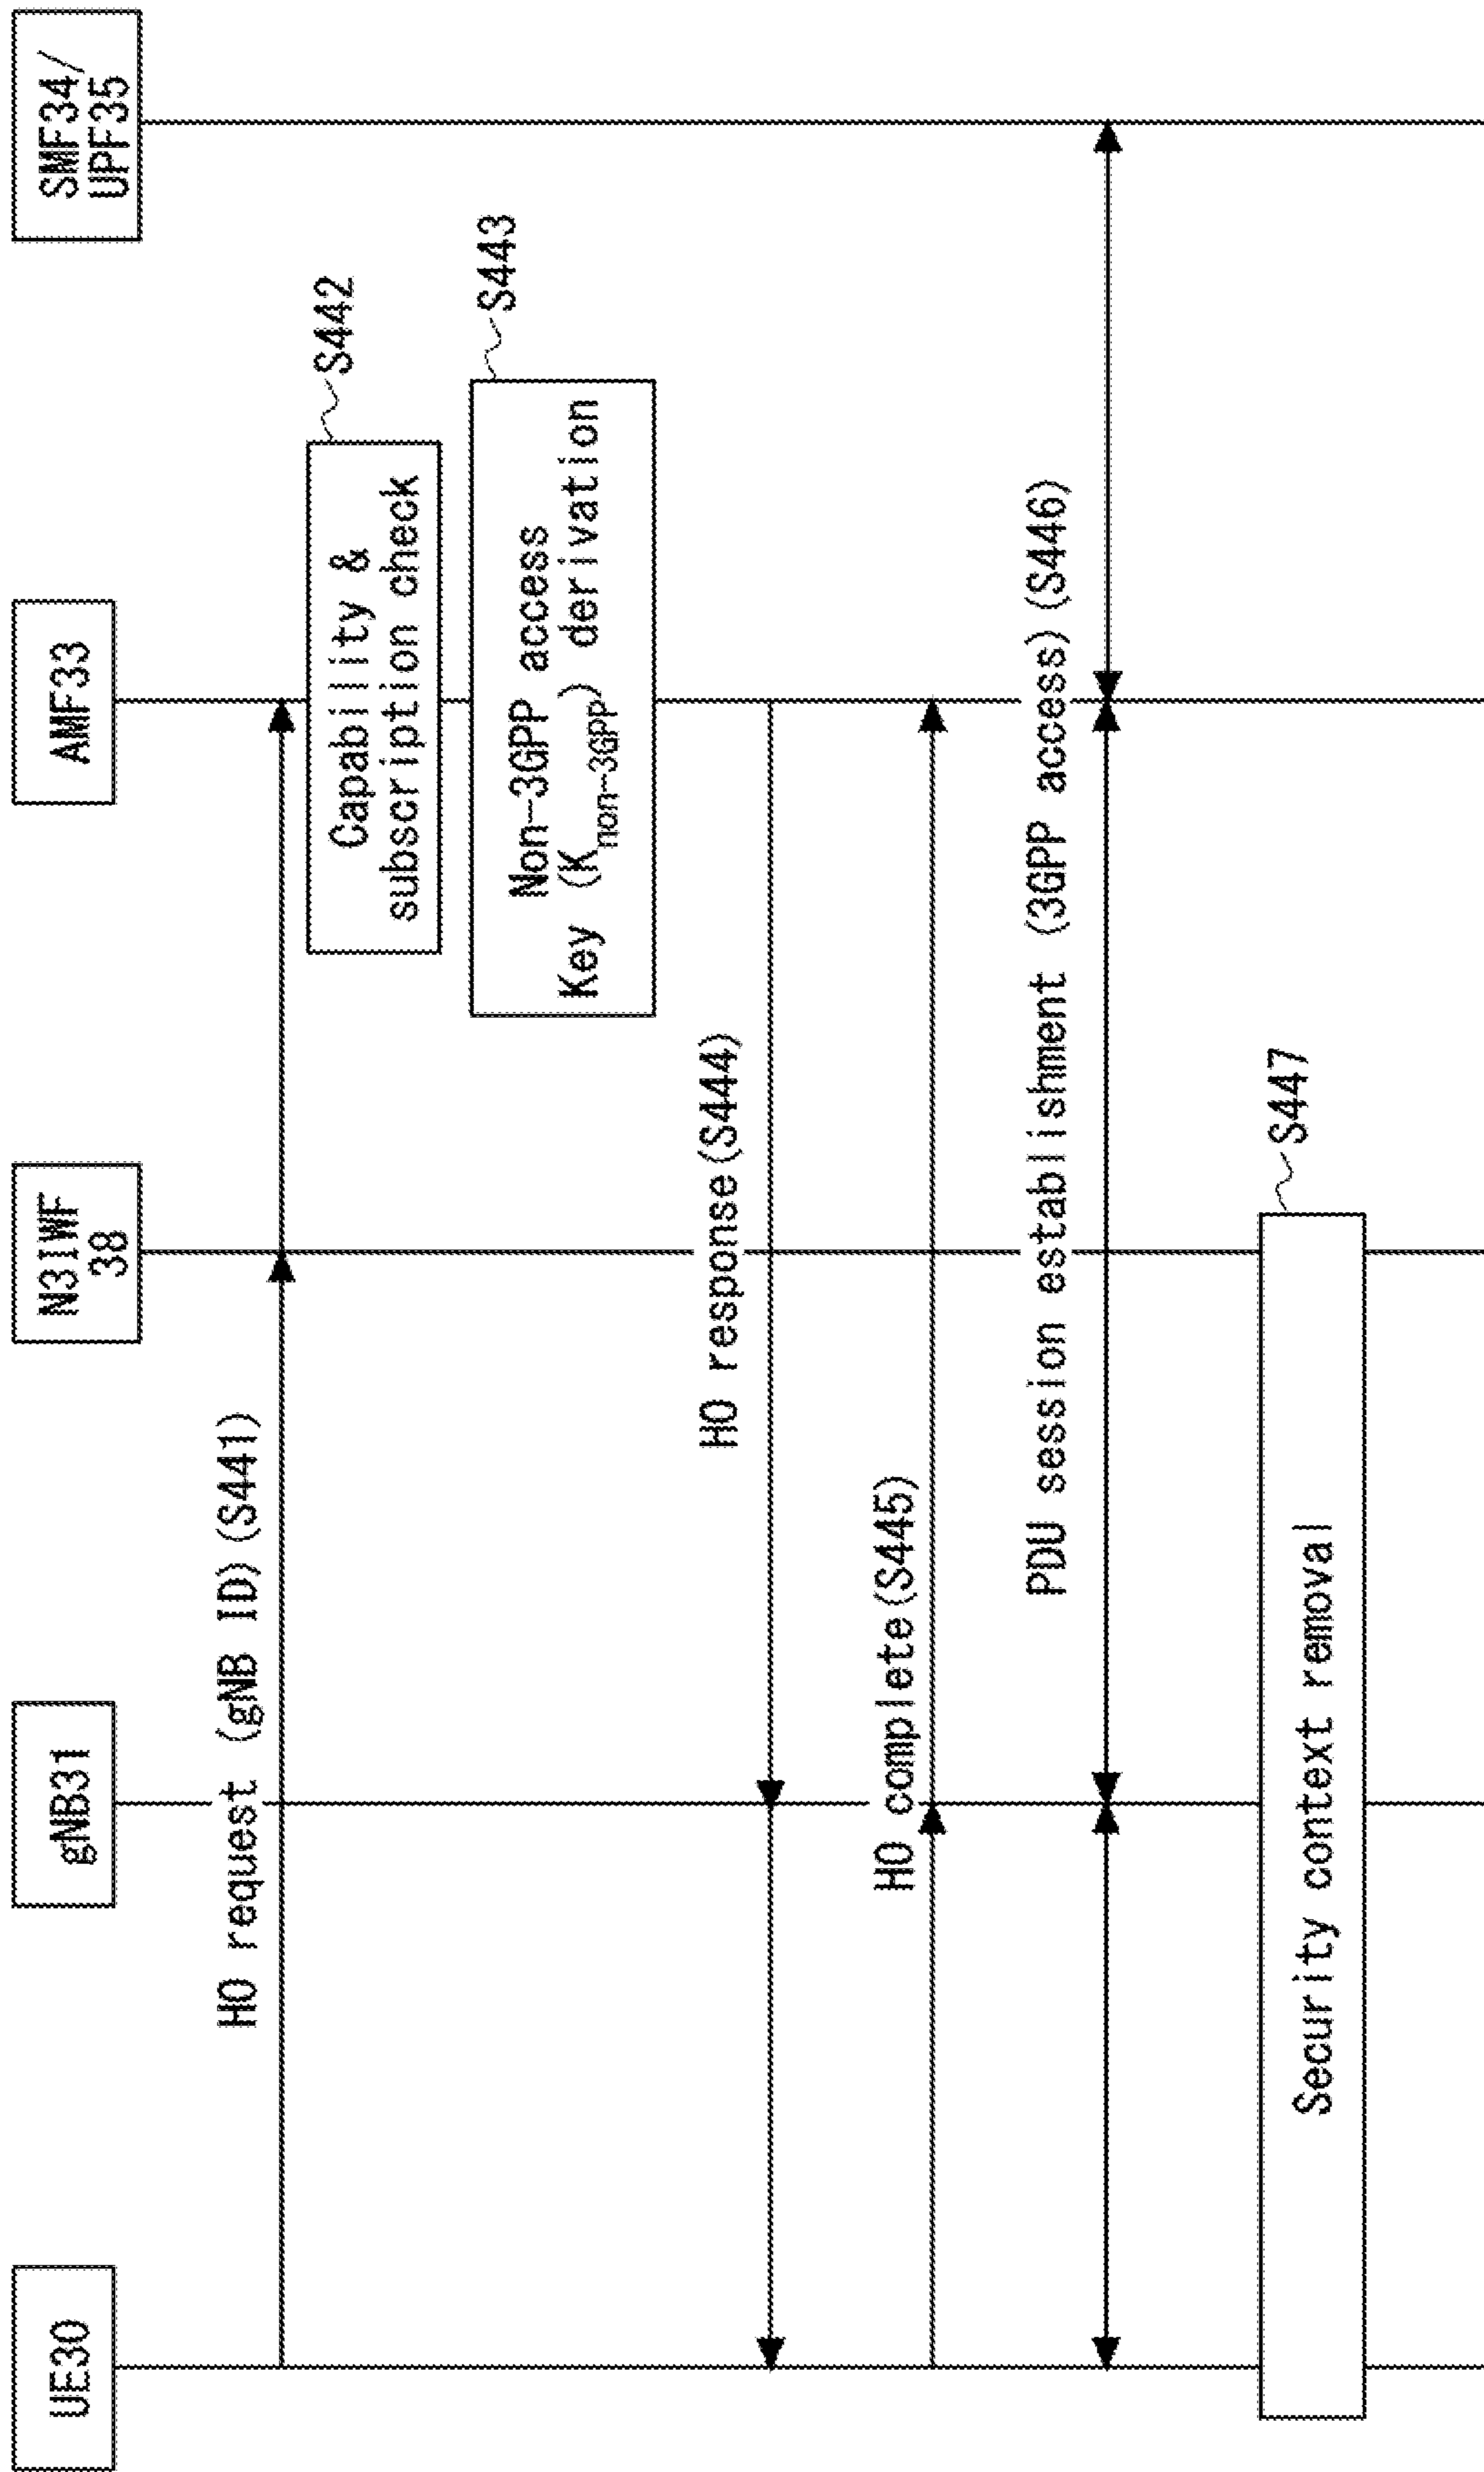 UE30
gNB31
N3IWF
38
AMF33
SMF34/
UPF35
HO request (gNB ID)(S441)
Capability &
subscription check
S442
Non-3GPP access
Key (Knon-3GPP) derivation
S443
HO response(S444)
HO complete(S445)
PDU session establishment (3GPP access)(S446)
Security context removal
S447